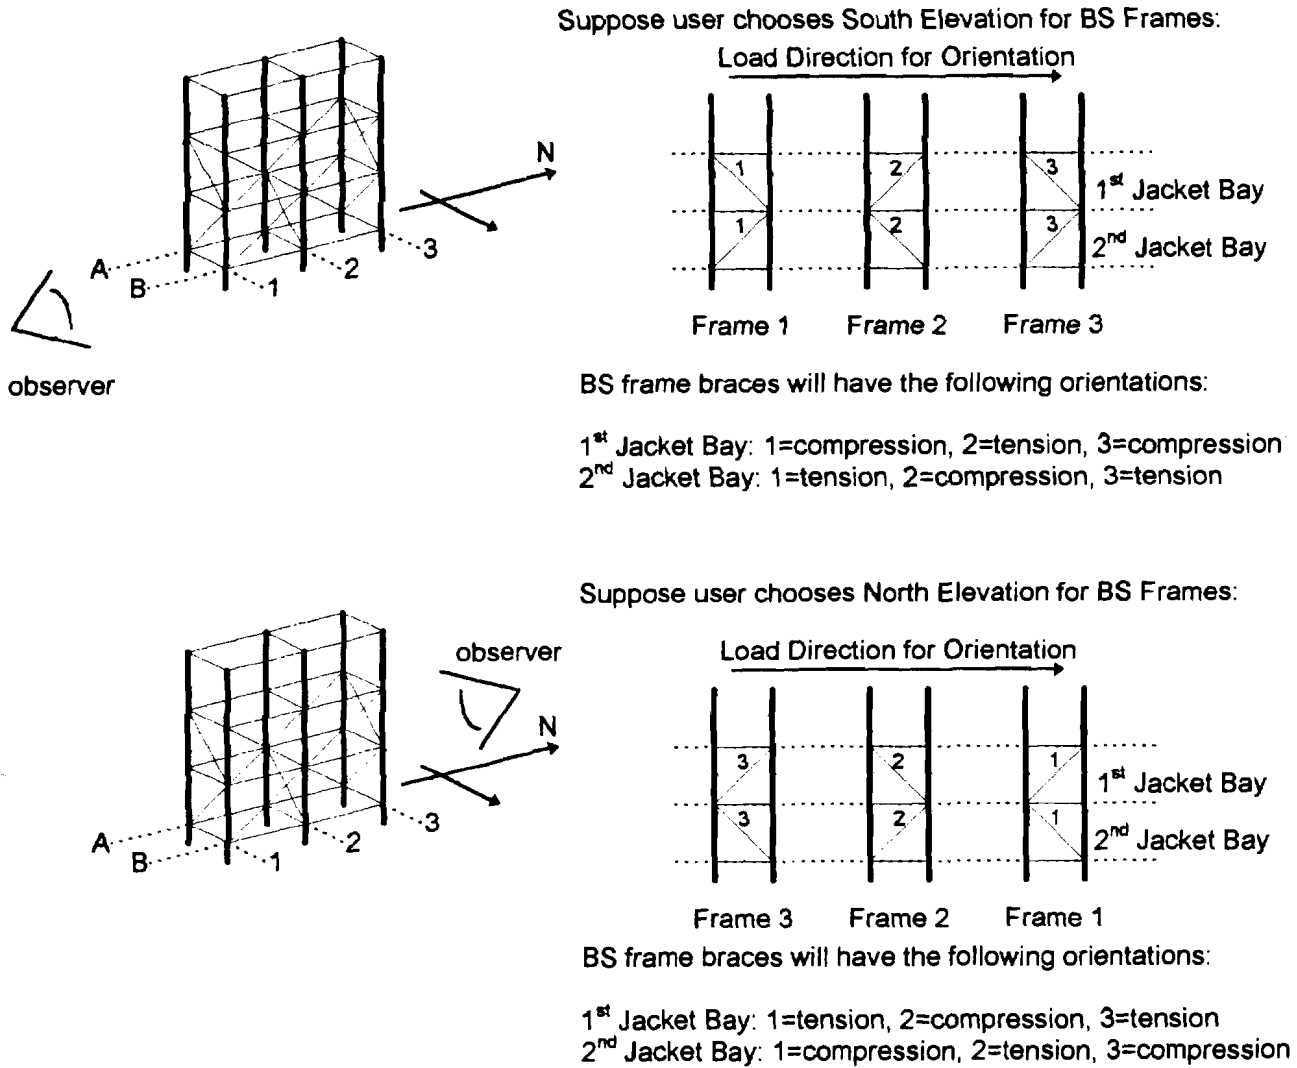 Suppose user chooses South Elevation for BS Frames:
Load Direction for Orientation
N
A
B
1
2
3
observer
1
2
3
1st Jacket Bay
1
2
3
2nd Jacket Bay
Frame 1
Frame 2
Frame 3
BS frame braces will have the following orientations:
1st Jacket Bay: 1=compression, 2=tension, 3=compression
2nd Jacket Bay: 1=tension, 2=compression, 3=tension
Suppose user chooses North Elevation for BS Frames:
observer
Load Direction for Orientation
N
A
B
1
2
3
3
2
1
1st Jacket Bay
3
2
1
2nd Jacket Bay
Frame 3
Frame 2
Frame 1
BS frame braces will have the following orientations:
1st Jacket Bay: 1=tension, 2=compression, 3=tension
2nd Jacket Bay: 1=compression, 2=tension, 3=compression